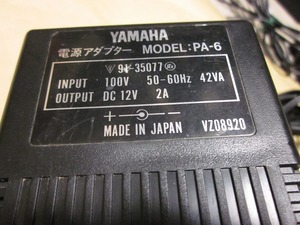 YAMAHA
電源アダプター MODEL:PA-6
91-35077
INPUT 100V 50-60Hz 42VA
OUTPUT DC 12V 2A
MADE IN JAPAN VZ08920